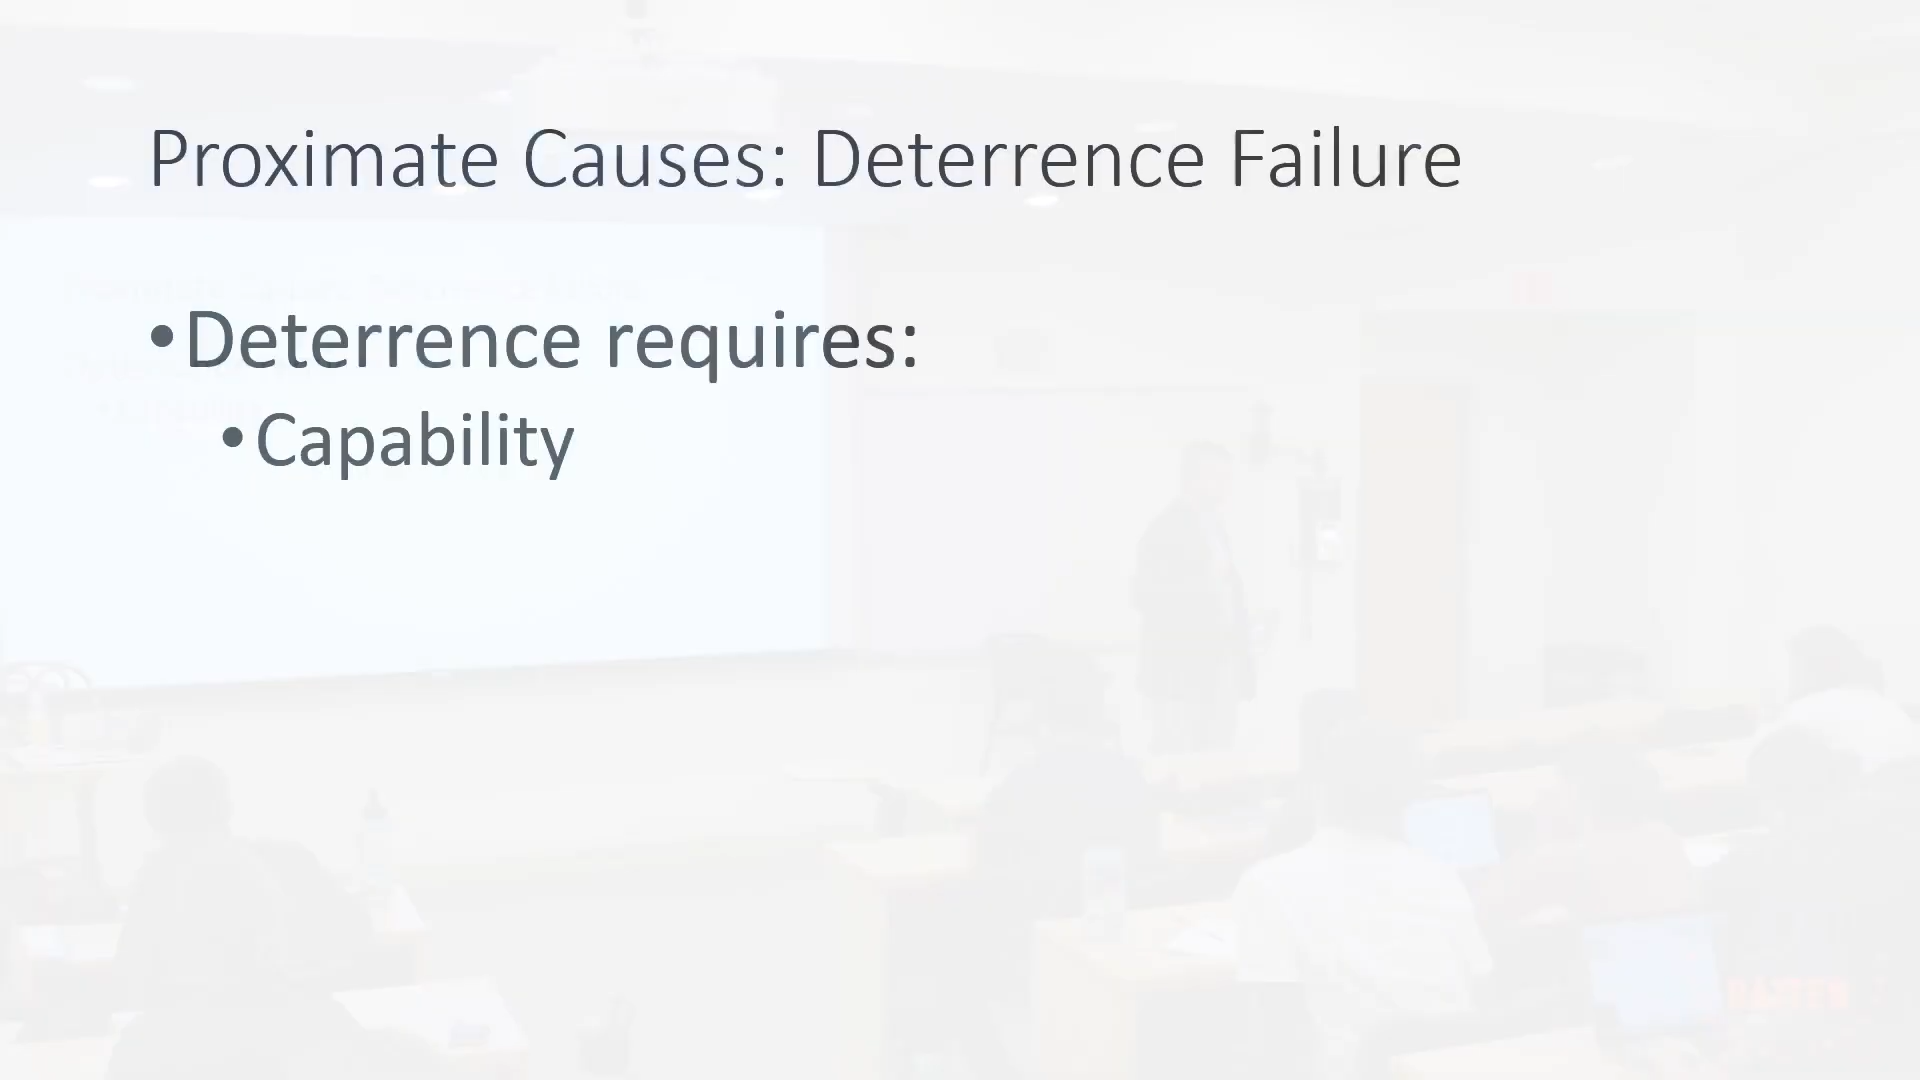 Proximate Causes: Deterrence Failure
•Deterrence requires:
•Capability